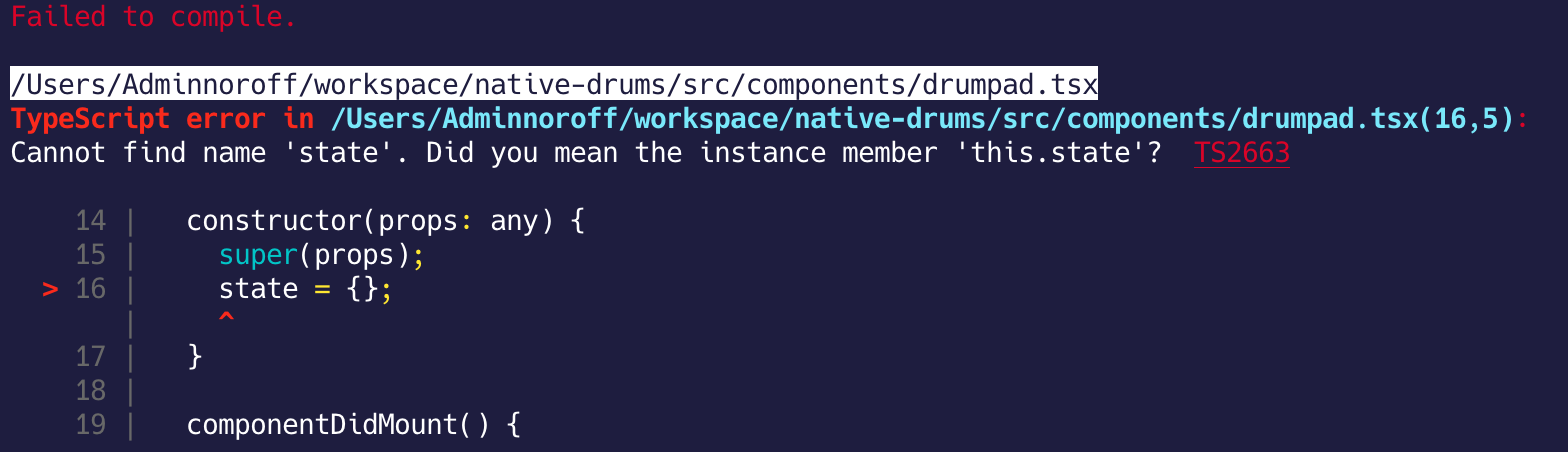 Failed to compile.
/Users/Adminnoroff/workspace/native-drums/src/components/drumpad.tsx
TypeScript error in /Users/Adminnoroff/workspace/native-drums/src/components/drumpad.tsx(16,5):
Cannot find name 'state'. Did you mean the instance member 'this.state'?  TS2663
    14 |   constructor(props: any) {
    15 |     super(props);
  > 16 |     state = {};
       |     ^
    17 |   }
    18 |
    19 |   componentDidMount() {